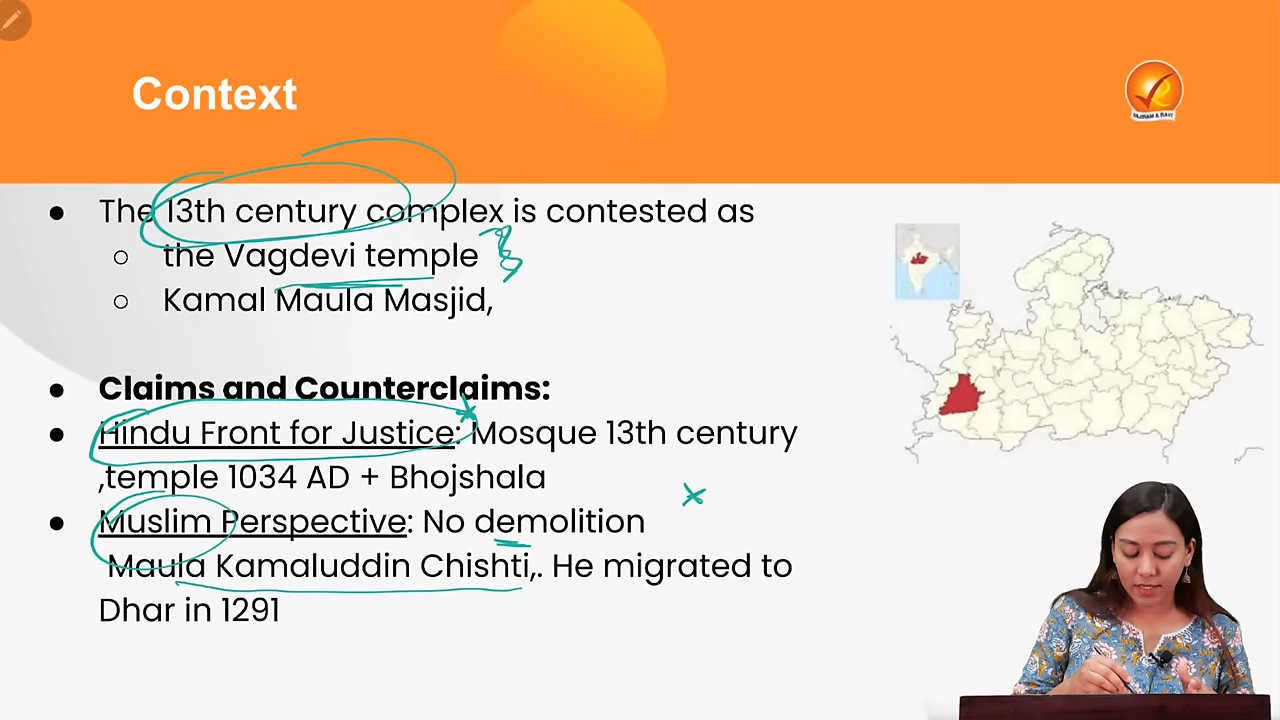 Context
VAJIRAM & RAVI
● The 13th century complex is contested as
○ the Vagdevi temple
○ Kamal Maula Masjid,
● Claims and Counterclaims:
● Hindu Front for Justice: Mosque 13th century
,temple 1034 AD + Bhojshala
● Muslim Perspective: No demolition
Maula Kamaluddin Chishti,. He migrated to
Dhar in 1291